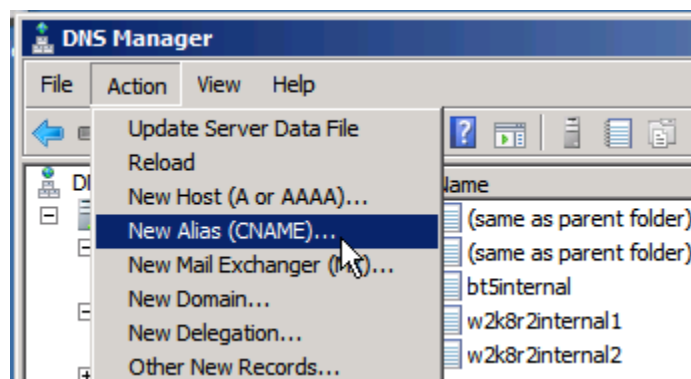 DNS Manager
File Action View Help
Update Server Data File
Reload
New Host (A or AAAA)...
New Alias (CNAME)...
New Mail Exchanger (MX)...
New Domain...
New Delegation...
Other New Records...
Name
(same as parent folder)
(same as parent folder)
bt5internal
w2k8r2internal1
w2k8r2internal2